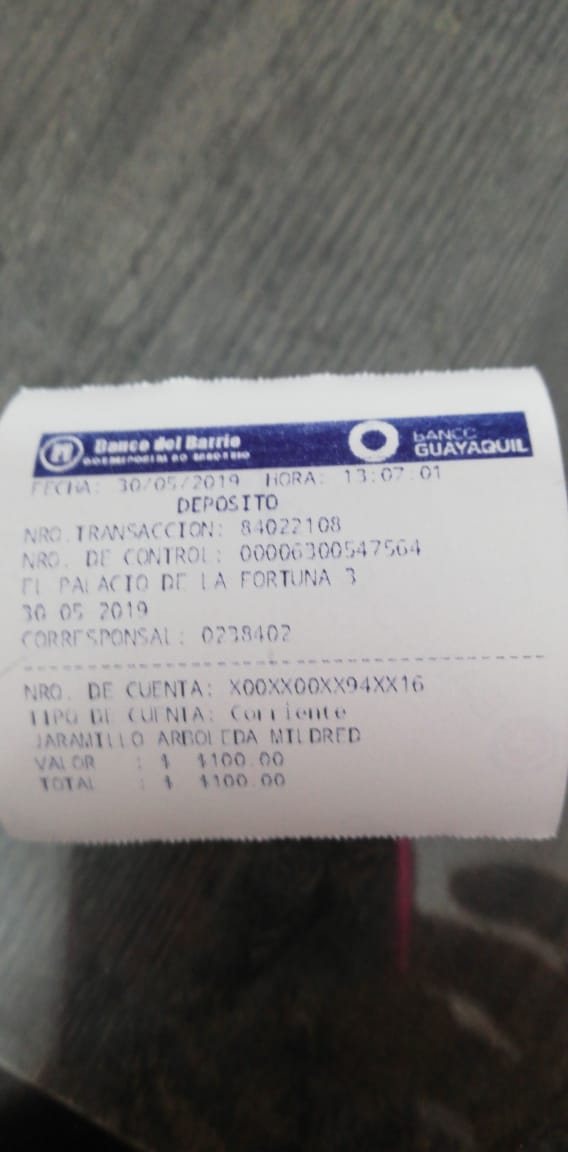 Banco del Barrio
BANCO
GUAYAQUIL
FECHA: 30/05/2019 HORA: 13:07:01
DEPOSITO
NRO.TRANSACCION: 84022108
NRO. DE CONTROL: 000006300547564
EL PALACIO DE LA FORTUNA 3
30 05 2019
CORRESPONSAL: 0238402
NRO. DE CUENTA: X00XX00XX94XX16
TIPO DE CUENTA: Corriente
JARAMILLO ARBOLEDA MILDRED
VALOR : $ $100.00
TOTAL : $ $100.00